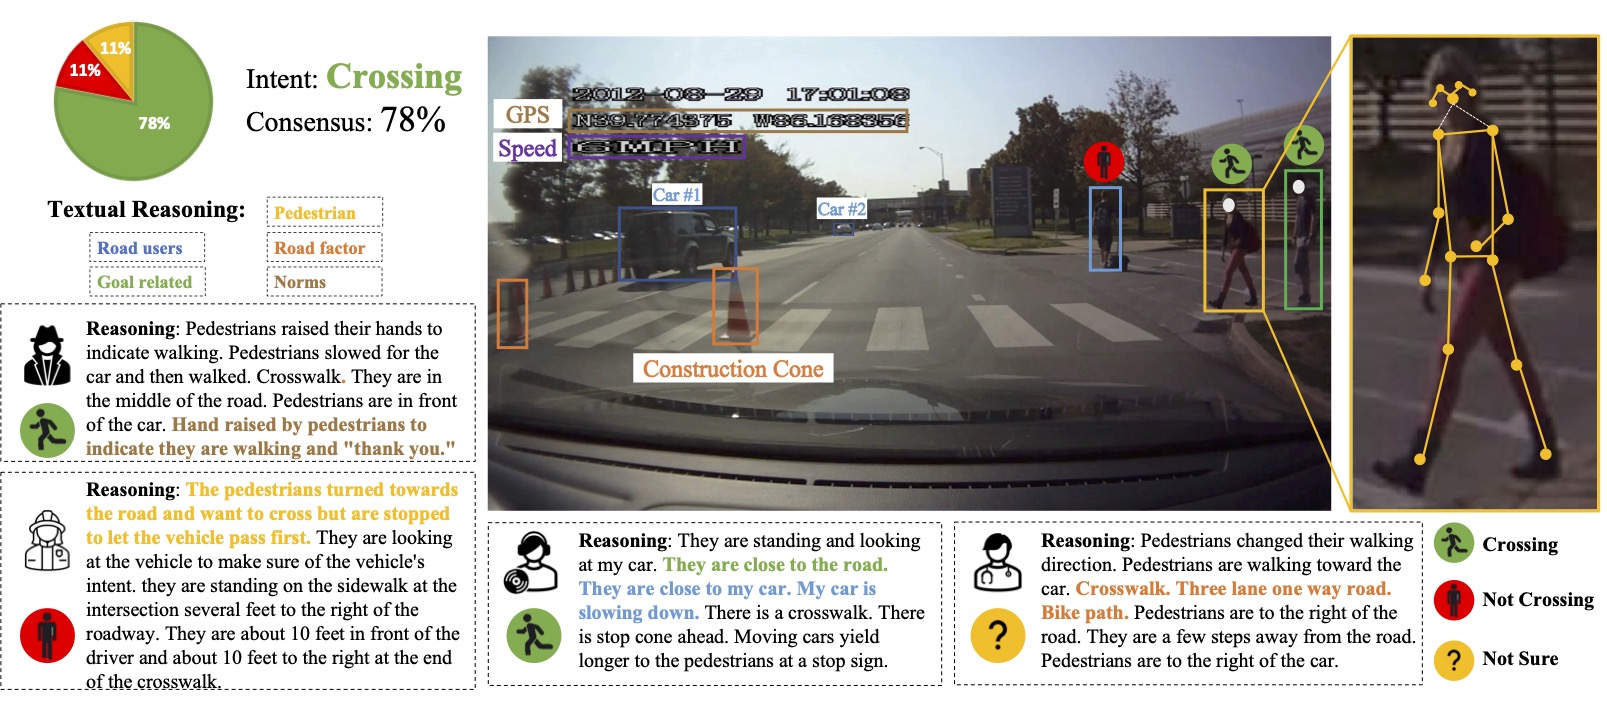 11%
11%
78%
Intent: Crossing
Consensus: 78%
Textual Reasoning:
Pedestrian
Road users
Road factor
Goal related
Norms
Reasoning: Pedestrians raised their hands to
indicate walking. Pedestrians slowed for the
car and then walked. Crosswalk. They are in
the middle of the road. Pedestrians are in front
of the car. Hand raised by pedestrians to
indicate they are walking and "thank you."
Reasoning: The pedestrians turned towards
the road and want to cross but are stopped
to let the vehicle pass first. They are looking
at the vehicle to make sure of the vehicle's
intent. they are standing on the sidewalk at the
intersection several feet to the right of the
roadway. They are about 10 feet in front of the
driver and about 10 feet to the right at the end
of the crosswalk.
2012-08-29 17:01:08
GPS
N39.774375 W86.168356
Speed
6MPH
Car #1
Car #2
Construction Cone
Reasoning: They are standing and looking
at my car. They are close to the road.
They are close to my car. My car is
slowing down. There is a crosswalk. There
is stop cone ahead. Moving cars yield
longer to the pedestrians at a stop sign.
Reasoning: Pedestrians changed their walking
direction. Pedestrians are walking toward the
car. Crosswalk. Three lane one way road.
Bike path. Pedestrians are to the right of the
road. They are a few steps away from the road.
Pedestrians are to the right of the car.
?
Crossing
Not Crossing
? Not Sure